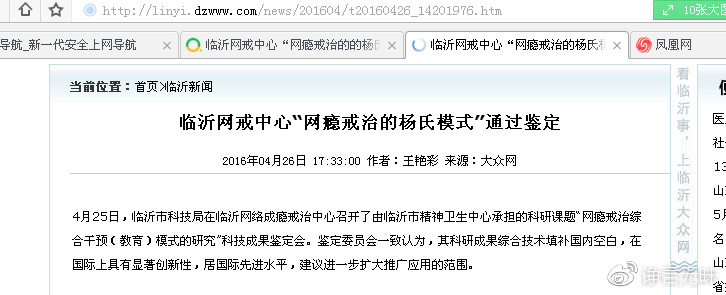 http://linyi.dzwww.com/news/201604/t20160426_14201976.htm
10张大图
导航_新一代安全上网导航
临沂网戒中心“网瘾戒治的的杨氏
临沂网戒中心“网瘾戒治的杨氏模
凤凰网
当前位置：首页>临沂新闻
临沂网戒中心“网瘾戒治的杨氏模式”通过鉴定
2016年04月26日 17:33:00 作者：王艳彩 来源：大众网
4月25日，临沂市科技局在临沂网络成瘾戒治中心召开了由临沂市精神卫生中心承担的科研课题“网瘾戒治综
合干预（教育）模式的研究”科技成果鉴定会。鉴定委员会一致认为，其科研成果综合技术填补国内空白，在
国际上具有显著创新性，居国际先进水平，建议进一步扩大推广应用的范围。
看临沂事，上临沂大众网
医
社
13
山
5月
名
山
省